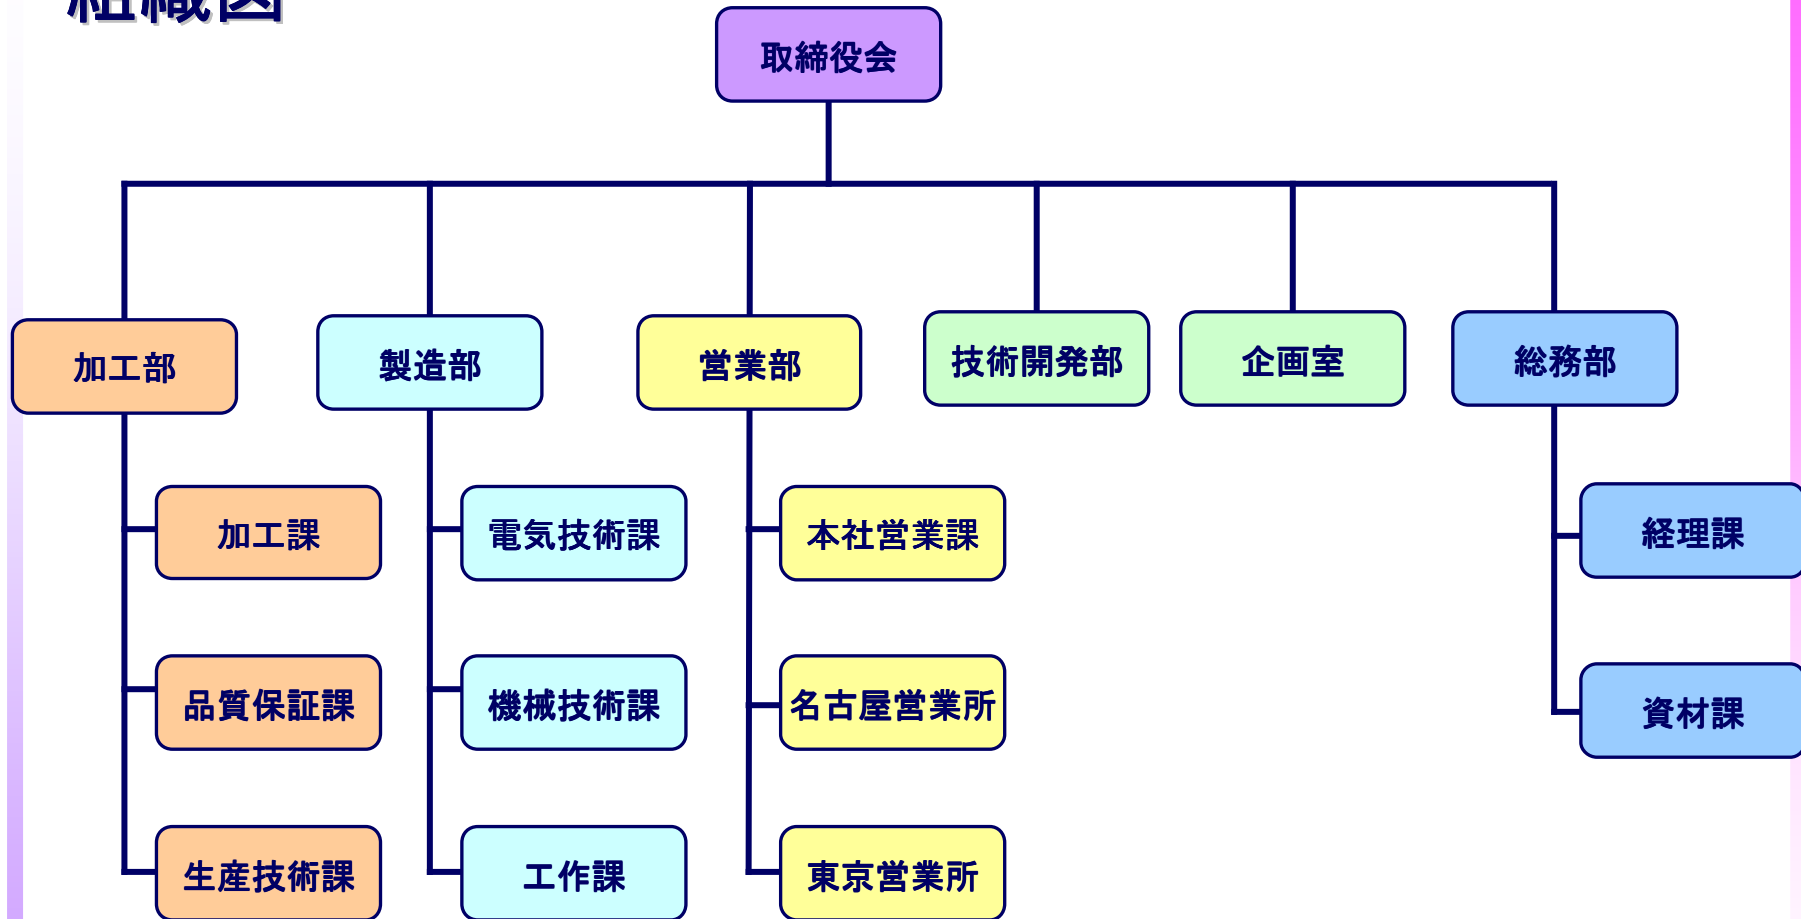 組織図
取締役会
加工部
製造部
営業部
技術開発部
企画室
総務部
加工課
電気技術課
本社営業課
経理課
品質保証課
機械技術課
名古屋営業所
資材課
生産技術課
工作課
東京営業所